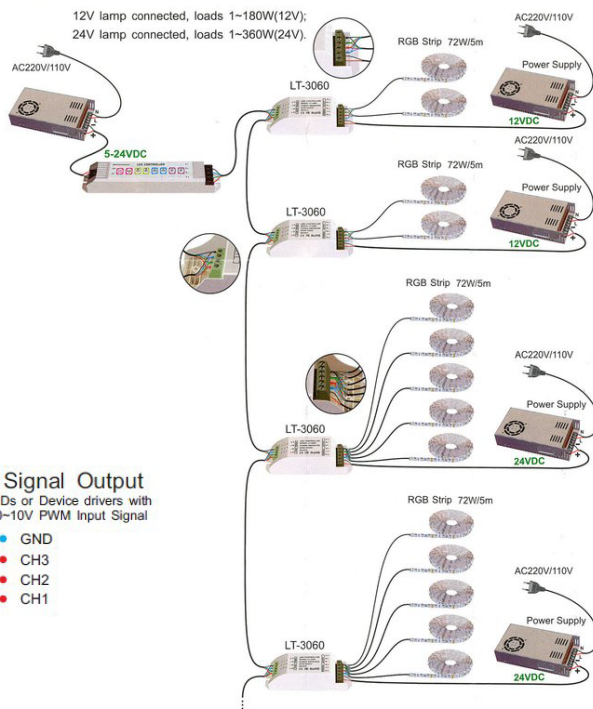 12V lamp connected, loads 1~180W(12V);
24V lamp connected, loads 1~360W(24V).
AC220V/110V
5-24VDC
LED CONTROLLER
LT-3060
RGB Strip 72W/5m
AC220V/110V
Power Supply
12VDC
LT-3060
RGB Strip 72W/5m
AC220V/110V
Power Supply
12VDC
RGB Strip 72W/5m
AC220V/110V
Power Supply
24VDC
LT-3060
Signal Output
Ds or Device drivers with
0~10V PWM Input Signal
GND
CH3
CH2
CH1
RGB Strip 72W/5m
AC220V/110V
Power Supply
24VDC
LT-3060